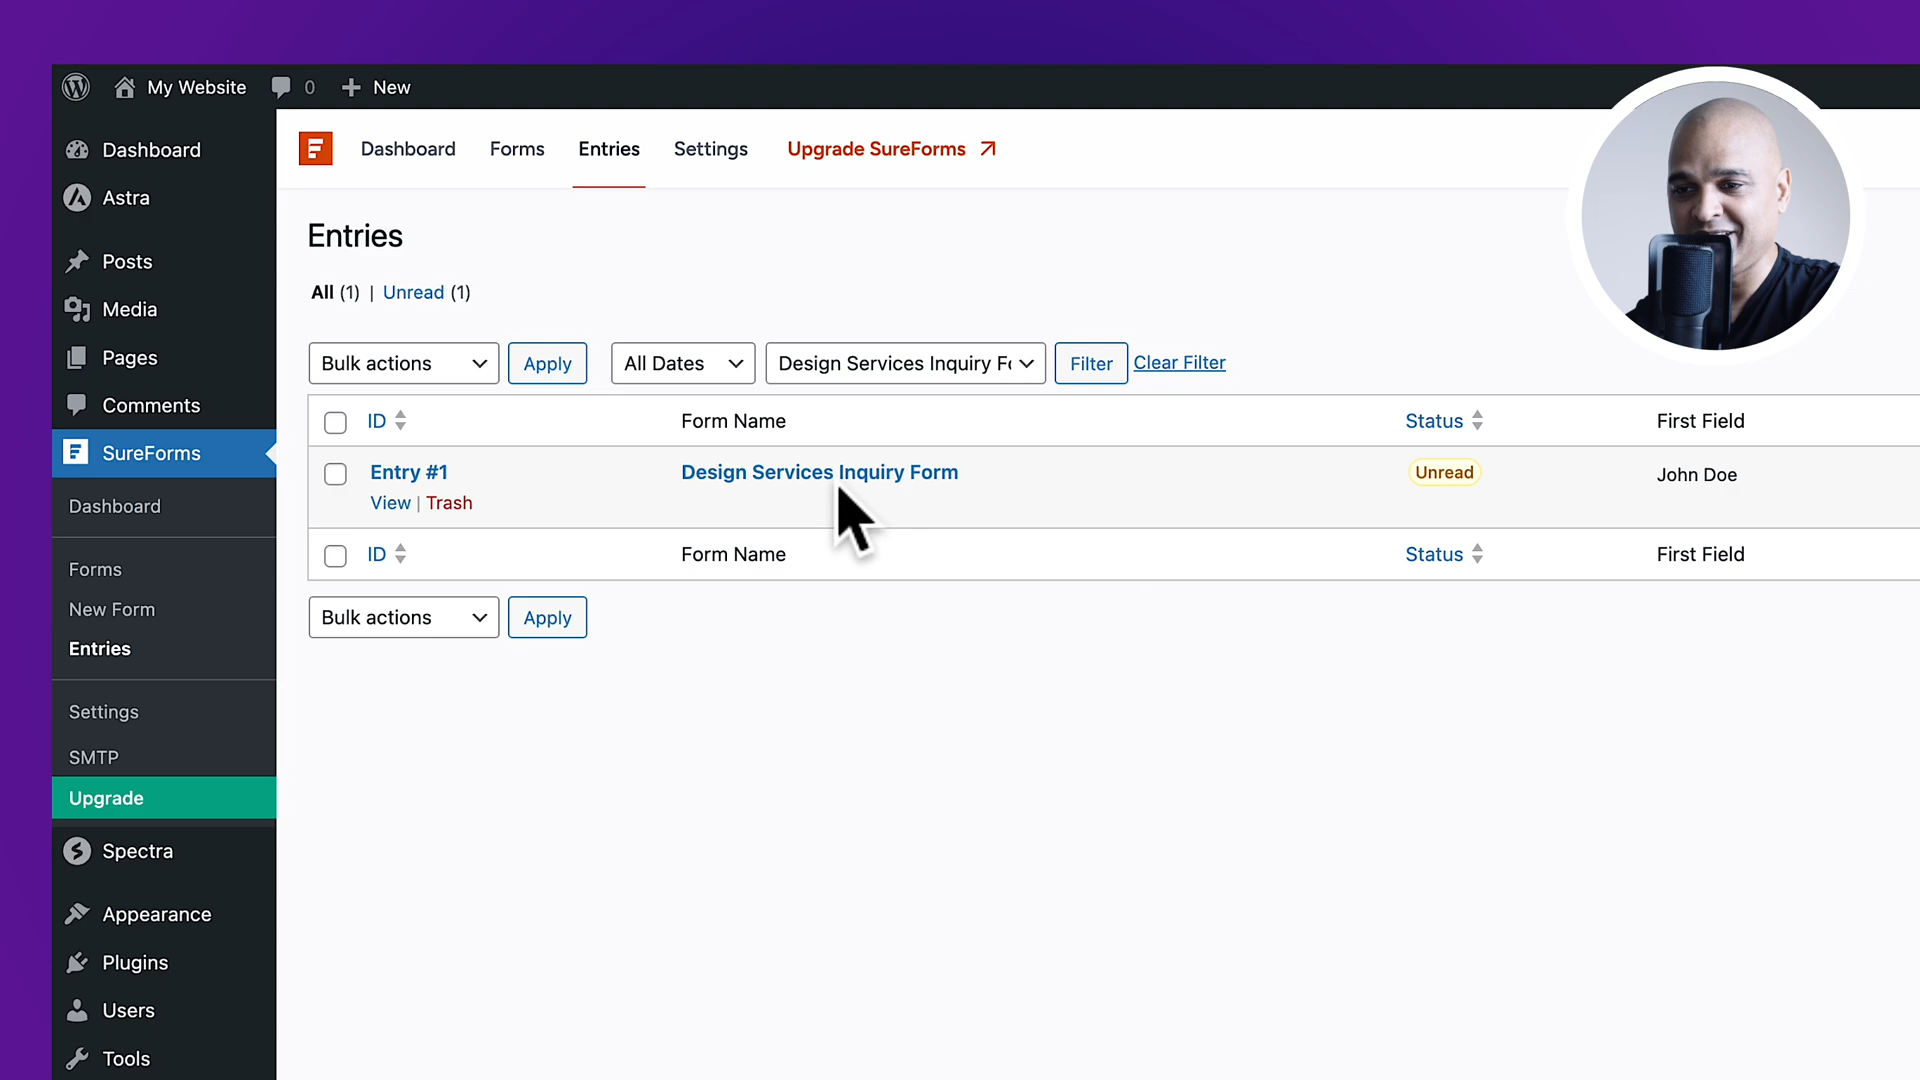 My Website 0 New
Dashboard
Astra
Posts
Media
Pages
Comments
SureForms
Dashboard
Forms
New Form
Entries
Settings
SMTP
Upgrade
Spectra
Appearance
Plugins
Users
Tools
Dashboard Forms Entries Settings Upgrade SureForms
Entries
All (1) | Unread (1)
Bulk actions Apply All Dates Design Services Inquiry Fo Filter Clear Filter
ID Form Name Status First Field
Entry #1 Design Services Inquiry Form Unread John Doe
View | Trash
ID Form Name Status First Field
Bulk actions Apply